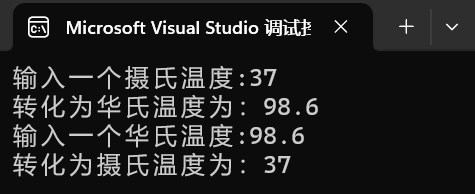 Microsoft Visual Studio 调试
输入一个摄氏温度:37
转化为华氏温度为: 98.6
输入一个华氏温度:98.6
转化为摄氏温度为: 37